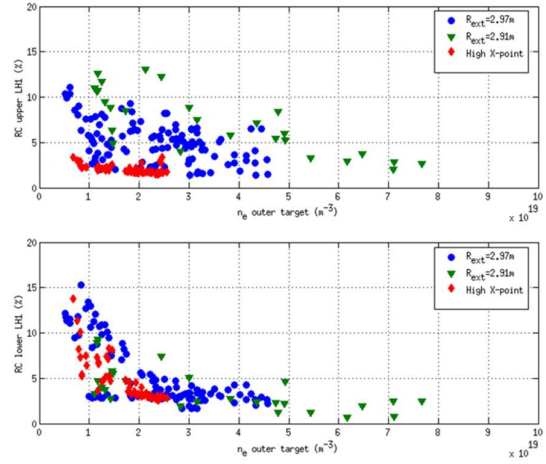 20
15
10
5
0
RC upper LH1 (%)
R_ext=2.97m
R_ext=2.91m
High X-point
0 1 2 3 4 5 6 7 8 9 10
n_e outer target (m^-3)
x 10^19
20
15
10
5
0
RC lower LH1 (%)
R_ext=2.97m
R_ext=2.91m
High X-point
0 1 2 3 4 5 6 7 8 9 10
n_e outer target (m^-3)
x 10^19